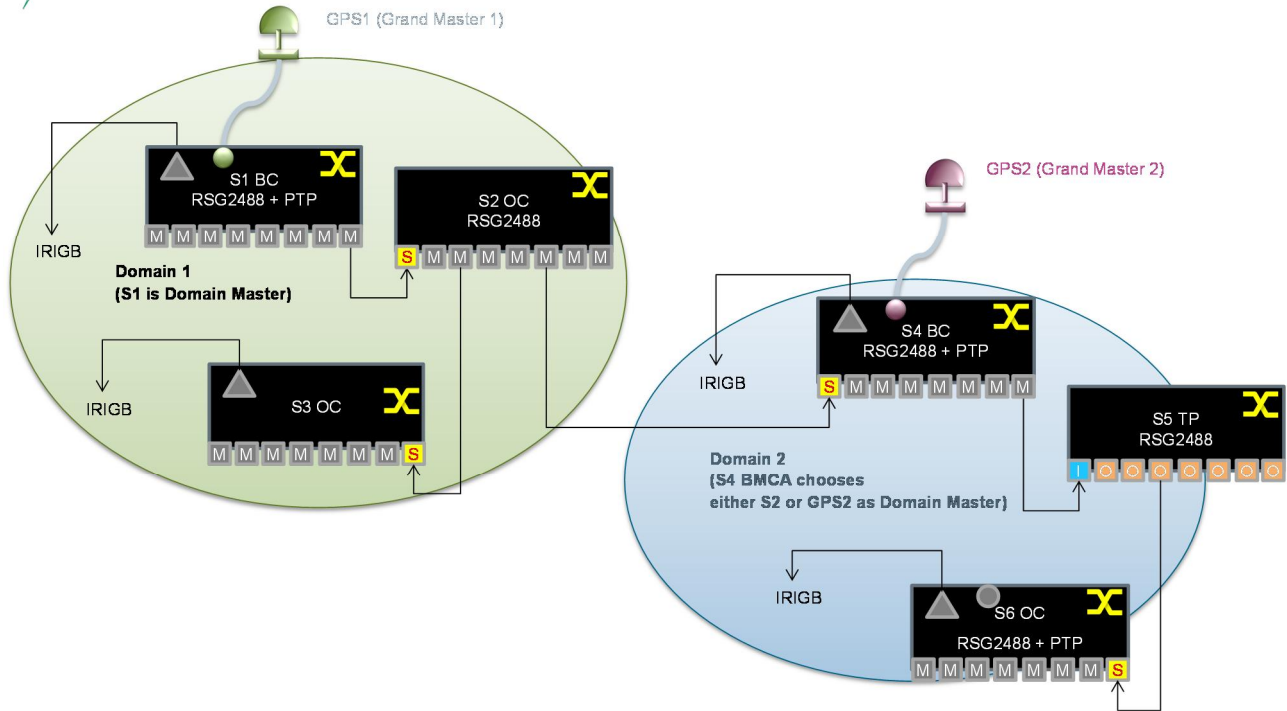 GPS1 (Grand Master 1)
S1 BC
RSG2488 + PTP
M M M M M M M M
IRIGB
Domain 1
(S1 is Domain Master)
S2 OC
RSG2488
S M M M M M M M
S3 OC
M M M M M M M S
IRIGB
GPS2 (Grand Master 2)
S4 BC
RSG2488 + PTP
S M M M M M M M
IRIGB
S5 TP
RSG2488
I O O O O O O O
Domain 2
(S4 BMCA chooses
either S2 or GPS2 as Domain Master)
IRIGB
S6 OC
RSG2488 + PTP
M M M M M M M S